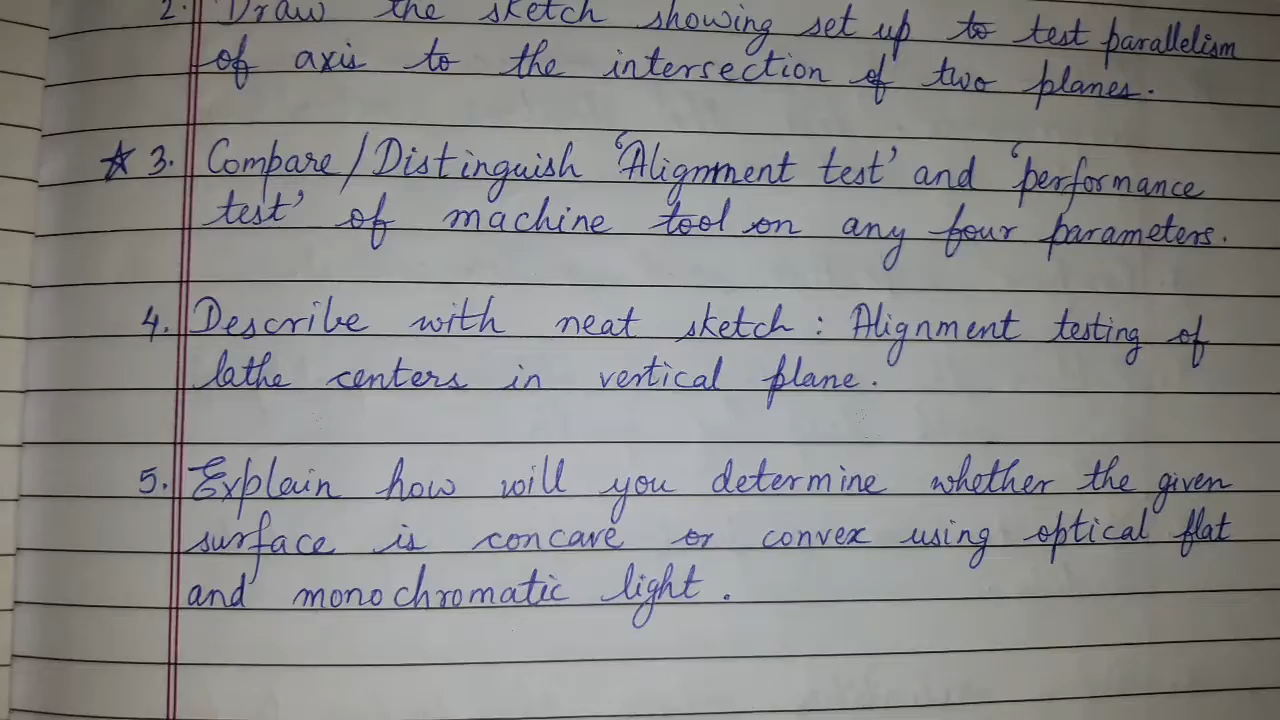 2. Draw the sketch showing set up to test parallelism
of axis to the intersection of two planes.
☆ 3. Compare/Distinguish 'Alignment test' and 'performance
test' of machine tool on any four parameters.
4. Describe with neat sketch: Alignment testing of
lathe centers in vertical plane.
5. Explain how will you determine whether the given
surface is concave or convex using optical flat
and monochromatic light.